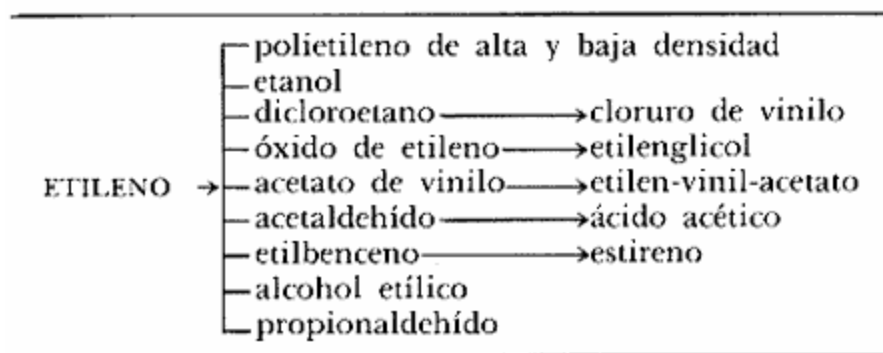 polietileno de alta y baja densidad
etanol
dicloroetano → cloruro de vinilo
óxido de etileno → etilenglicol
ETILENO → acetato de vinilo → etilen-vinil-acetato
acetaldehído → ácido acético
etilbenceno → estireno
alcohol etílico
propionaldehído